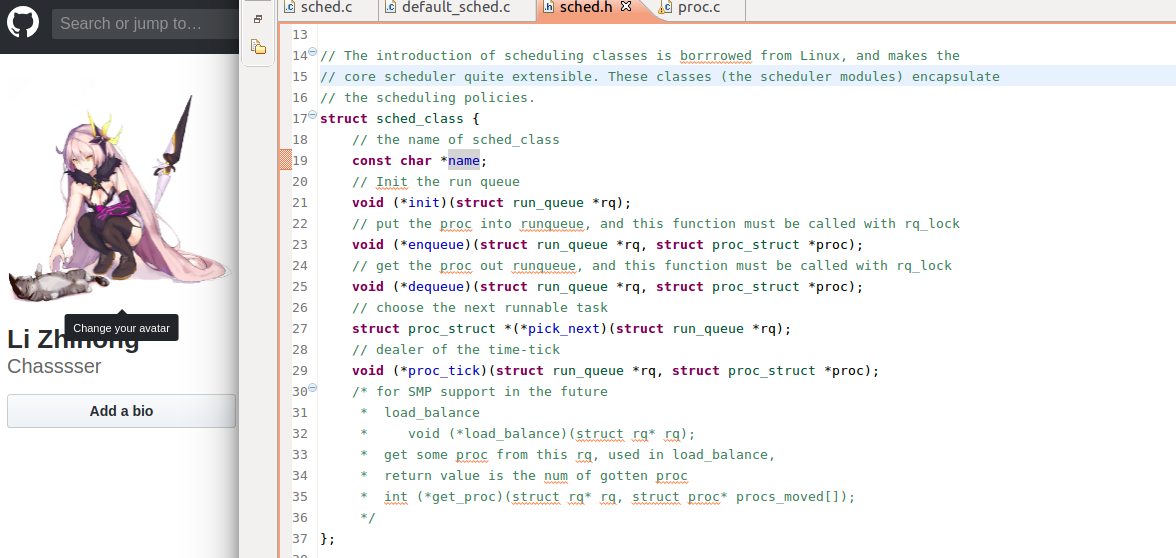 Search or jump to…
Change your avatar
Li Zhihong
Chasssser
Add a bio
sched.c
default_sched.c
sched.h
proc.c
13
14 // The introduction of scheduling classes is borrrowed from Linux, and makes the
15 // core scheduler quite extensible. These classes (the scheduler modules) encapsulate
16 // the scheduling policies.
17 struct sched_class {
18 // the name of sched_class
19 const char *name;
20 // Init the run queue
21 void (*init)(struct run_queue *rq);
22 // put the proc into runqueue, and this function must be called with rq_lock
23 void (*enqueue)(struct run_queue *rq, struct proc_struct *proc);
24 // get the proc out runqueue, and this function must be called with rq_lock
25 void (*dequeue)(struct run_queue *rq, struct proc_struct *proc);
26 // choose the next runnable task
27 struct proc_struct *(*pick_next)(struct run_queue *rq);
28 // dealer of the time-tick
29 void (*proc_tick)(struct run_queue *rq, struct proc_struct *proc);
30 /* for SMP support in the future
31 * load_balance
32 * void (*load_balance)(struct rq* rq);
33 * get some proc from this rq, used in load_balance,
34 * return value is the num of gotten proc
35 * int (*get_proc)(struct rq* rq, struct proc* procs_moved[]);
36 */
37 };